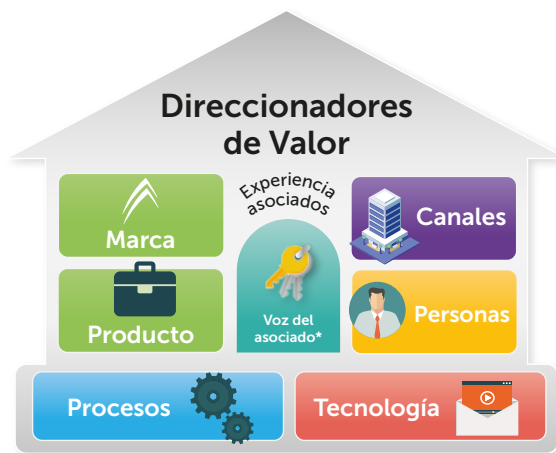 Direccionadores
de Valor
Experiencia
asociados
Marca
Canales
Producto
Voz del
asociado*
Personas
Procesos
Tecnología